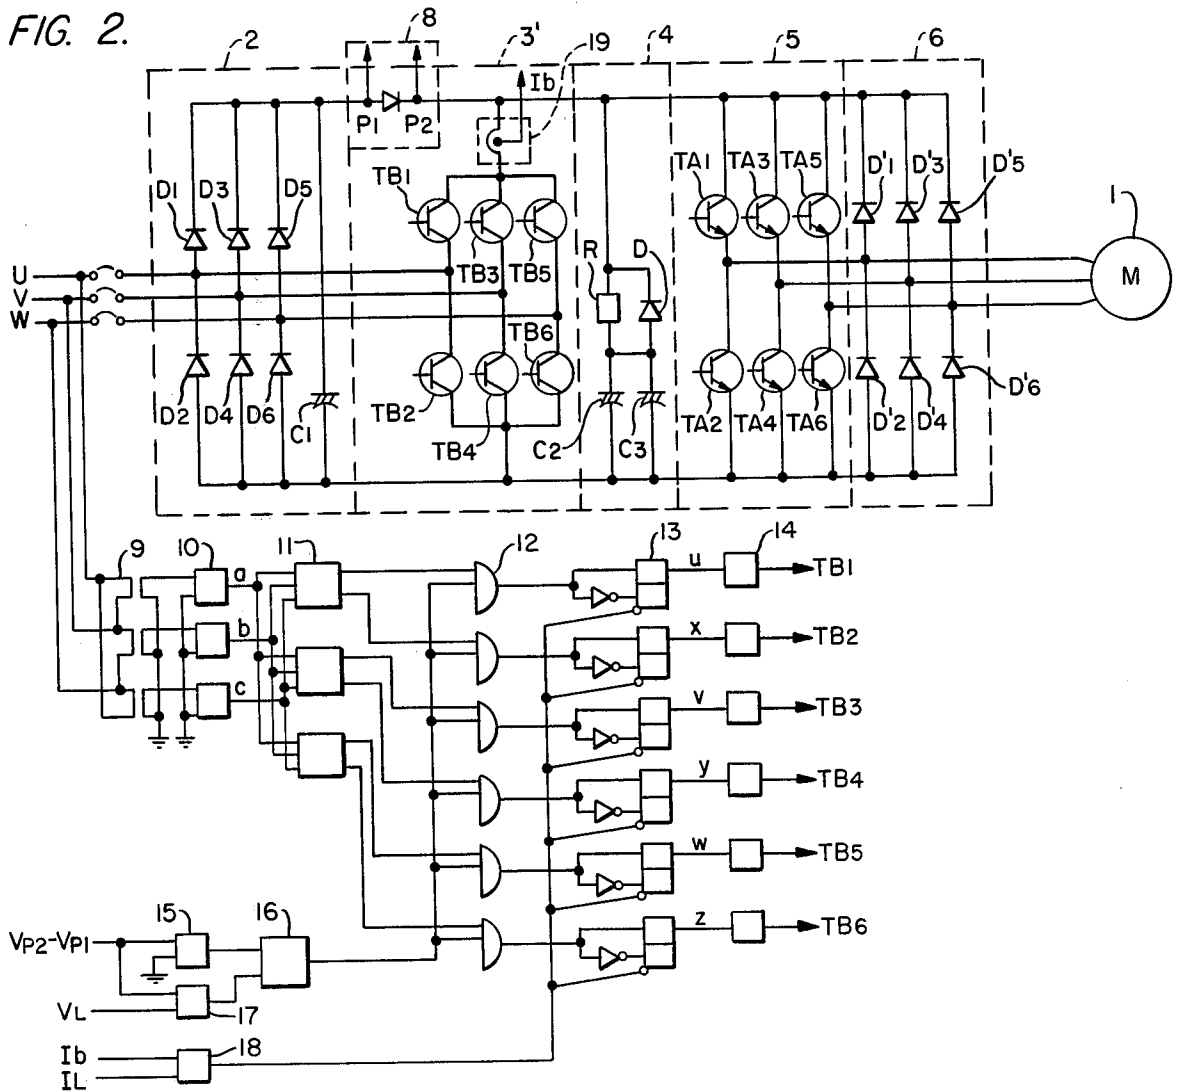 FIG. 2.
2
8
3'
19
4
5
6
Ib
P1
P2
TB1
TA1
TA3
TA5
D'1
D'3
D'5
D1
D3
D5
1
TB3
TB5
R
D
M
U
V
W
TB6
D2
D4
D6
C1
TB2
TB4
C2
C3
TA2
TA4
TA6
D'2
D'4
D'6
9
10
11
12
13
14
a
u
TB1
b
x
TB2
c
v
TB3
y
TB4
w
TB5
15
16
z
TB6
VP2-VP1
VL
17
Ib
18
IL